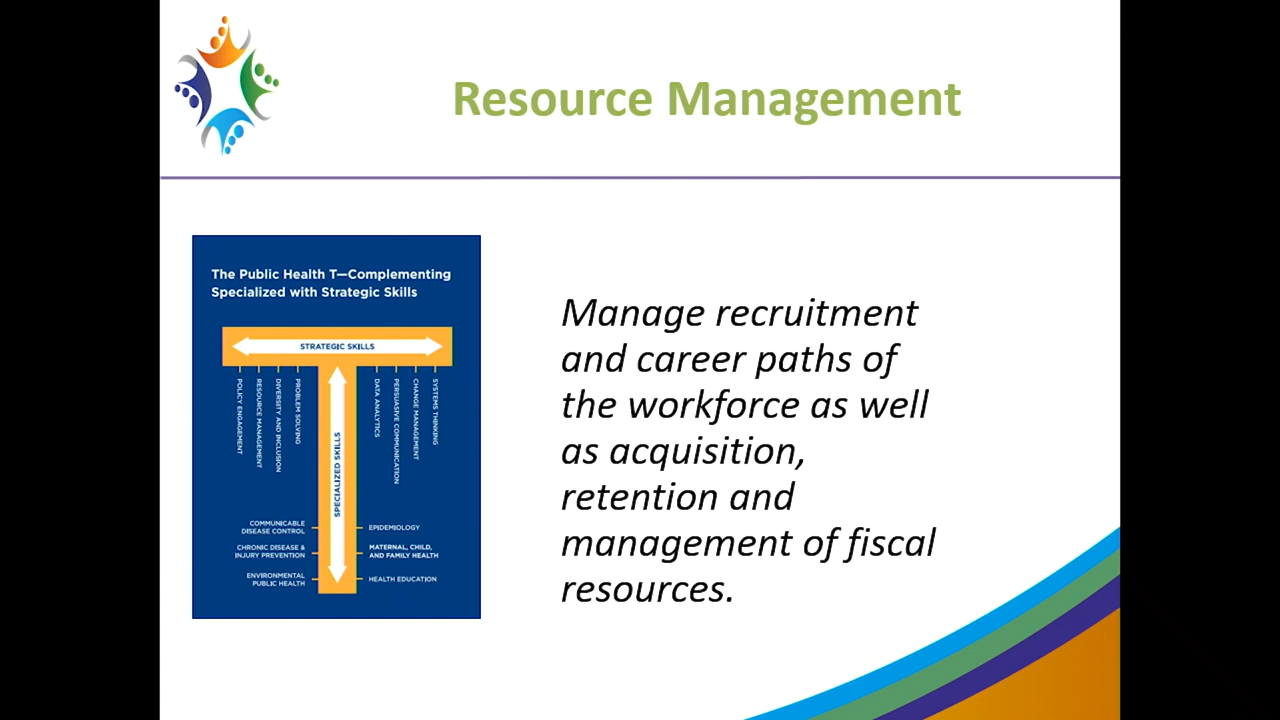 Resource Management
The Public Health T—Complementing
Specialized with Strategic Skills
STRATEGIC SKILLS
POLICY ENGAGEMENT
RESOURCE MANAGEMENT
DIVERSITY AND INCLUSION
PROBLEM SOLVING
DATA ANALYTICS
PERSUASIVE COMMUNICATION
CHANGE MANAGEMENT
SYSTEMS THINKING
SPECIALIZED SKILLS
COMMUNICABLE
DISEASE CONTROL
EPIDEMIOLOGY
CHRONIC DISEASE &
INJURY PREVENTION
MATERNAL, CHILD,
AND FAMILY HEALTH
ENVIRONMENTAL
PUBLIC HEALTH
HEALTH EDUCATION
Manage recruitment
and career paths of
the workforce as well
as acquisition,
retention and
management of fiscal
resources.